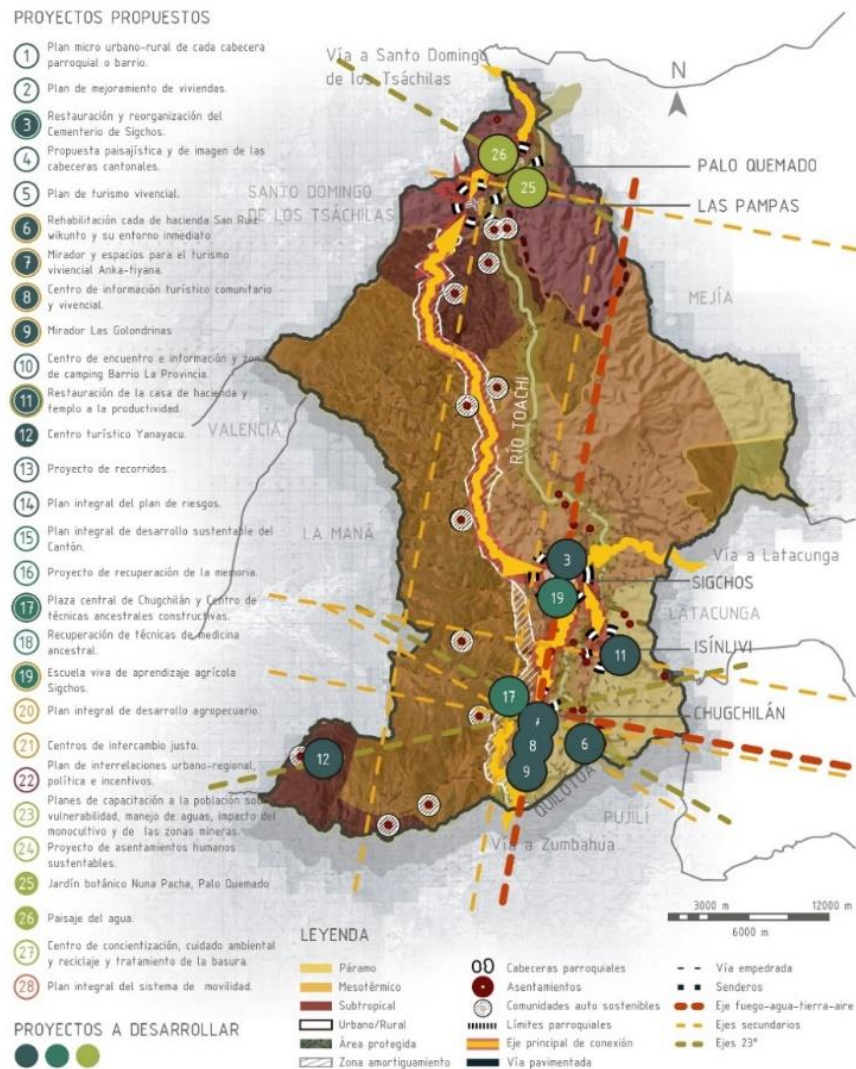 PROYECTOS PROPUESTOS
1 Plan micro urbano-rural de cada cabecera
parroquial o barrio.
2 Plan de mejoramiento de viviendas.
3 Restauración y reorganización del
Cementerio de Sigchos.
4 Propuesta paisajística y de imagen de las
cabeceras cantonales.
5 Plan de turismo vivencial.
6 Rehabilitación cada de hacienda San Ruiz
wikunto y su entorno inmediato
7 Mirador y espacios para el turismo
viviencial Anka-tiyana.
8 Centro de información turístico comunitario
y vivencial.
9 Mirador Las Golondrinas
10 Centro de encuentro e información y zona
de camping Barrio La Provincia.
11 Restauración de la casa de hacienda y
templo a la productividad.
12 Centro turístico Yanayacu.
13 Proyecto de recorridos.
14 Plan integral del plan de riesgos.
15 Plan integral de desarrollo sustentable del
Cantón.
16 Proyecto de recuperación de la memoria.
17 Plaza central de Chugchilán y Centro de
técnicas ancestrales constructivas.
18 Recuperación de técnicas de medicina
ancestral.
19 Escuela viva de aprendizaje agrícola
Sigchos.
20 Plan integral de desarrollo agropecuario.
21 Centros de intercambio justo.
22 Plan de interrelaciones urbano-regional,
política e incentivos.
23 Planes de capacitación a la población
vulnerabilidad, manejo de aguas, impacto del
monocultivo y de las zonas mineras.
24 Proyecto de asentamientos humanos
sustentables.
25 Jardín botánico Nuna Pacha, Palo Quemado
26 Paisaje del agua.
27 Centro de concientización, cuidado ambiental
y reciclaje y tratamiento de la basura.
28 Plan integral del sistema de movilidad.
PROYECTOS A DESARROLLAR
Vía a Santo Domingo
de los Tsáchilas
N
26
25
PALO QUEMADO
LAS PAMPAS
SANTO DOMINGO
DE LOS TSÁCHILAS
MEJÍA
VALENCIA
RÍO TOACHI
LA MANÁ
Vía a Latacunga
3
SIGCHOS
19
LATACUNGA
ISÍNLIVI
11
17
CHUGCHILÁN
8
6
12
9
QUILOTOA
PUJILÍ
Vía a Zumbahua
3000 m
12000 m
6000 m
LEYENDA
Páramo
Mesotérmico
Subtropical
Urbano/Rural
Área protegida
Zona amortiguamiento
Cabeceras parroquiales
Asentamientos
Comunidades auto sostenibles
Límites parroquiales
Eje principal de conexión
Vía pavimentada
Vía empedrada
Senderos
Eje fuego-agua-tierra-aire
Ejes secundarios
Ejes 23°